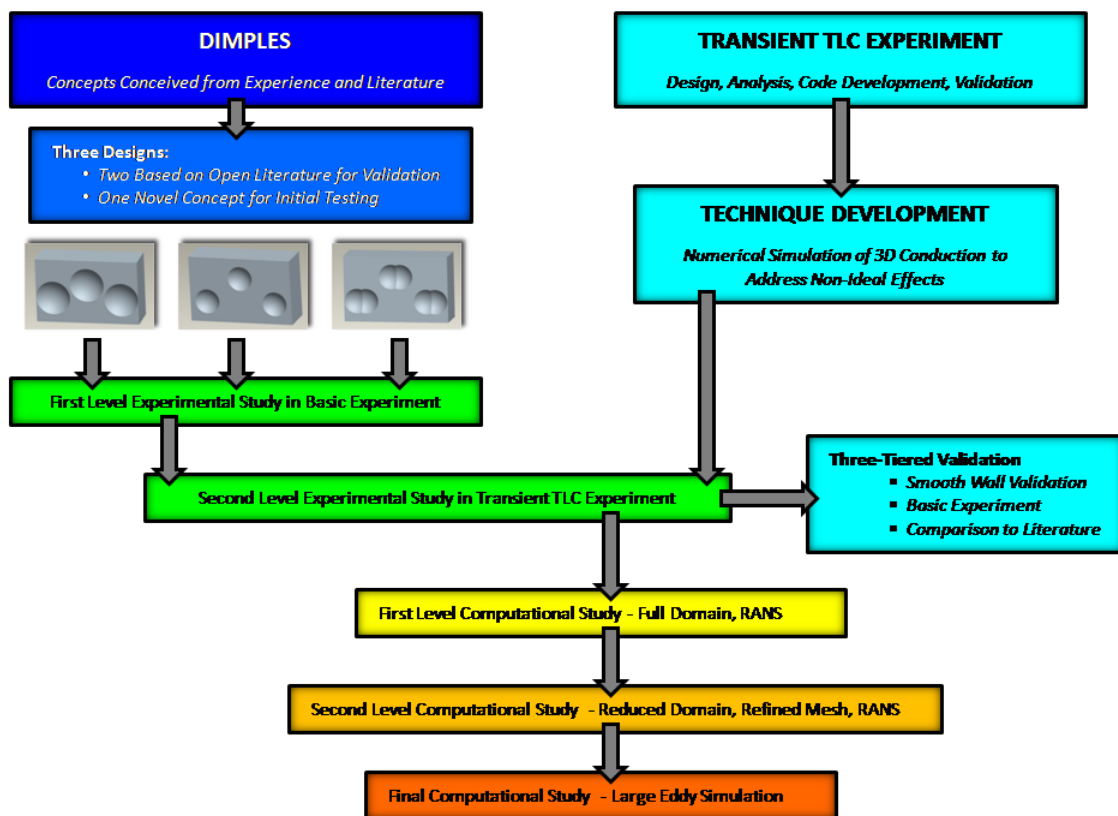 DIMPLES
Concepts Conceived from Experience and Literature
Three Designs:
• Two Based on Open Literature for Validation
• One Novel Concept for Initial Testing
First Level Experimental Study in Basic Experiment
TRANSIENT TLC EXPERIMENT
Design, Analysis, Code Development, Validation
TECHNIQUE DEVELOPMENT
Numerical Simulation of 3D Conduction to
Address Non-Ideal Effects
Second Level Experimental Study in Transient TLC Experiment
Three-Tiered Validation
▪ Smooth Wall Validation
▪ Basic Experiment
▪ Comparison to Literature
First Level Computational Study - Full Domain, RANS
Second Level Computational Study - Reduced Domain, Refined Mesh, RANS
Final Computational Study - Large Eddy Simulation